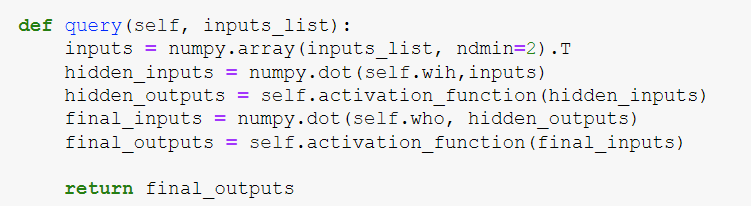 def query(self, inputs_list):
    inputs = numpy.array(inputs_list, ndmin=2).T
    hidden_inputs = numpy.dot(self.wih,inputs)
    hidden_outputs = self.activation_function(hidden_inputs)
    final_inputs = numpy.dot(self.who, hidden_outputs)
    final_outputs = self.activation_function(final_inputs)

    return final_outputs